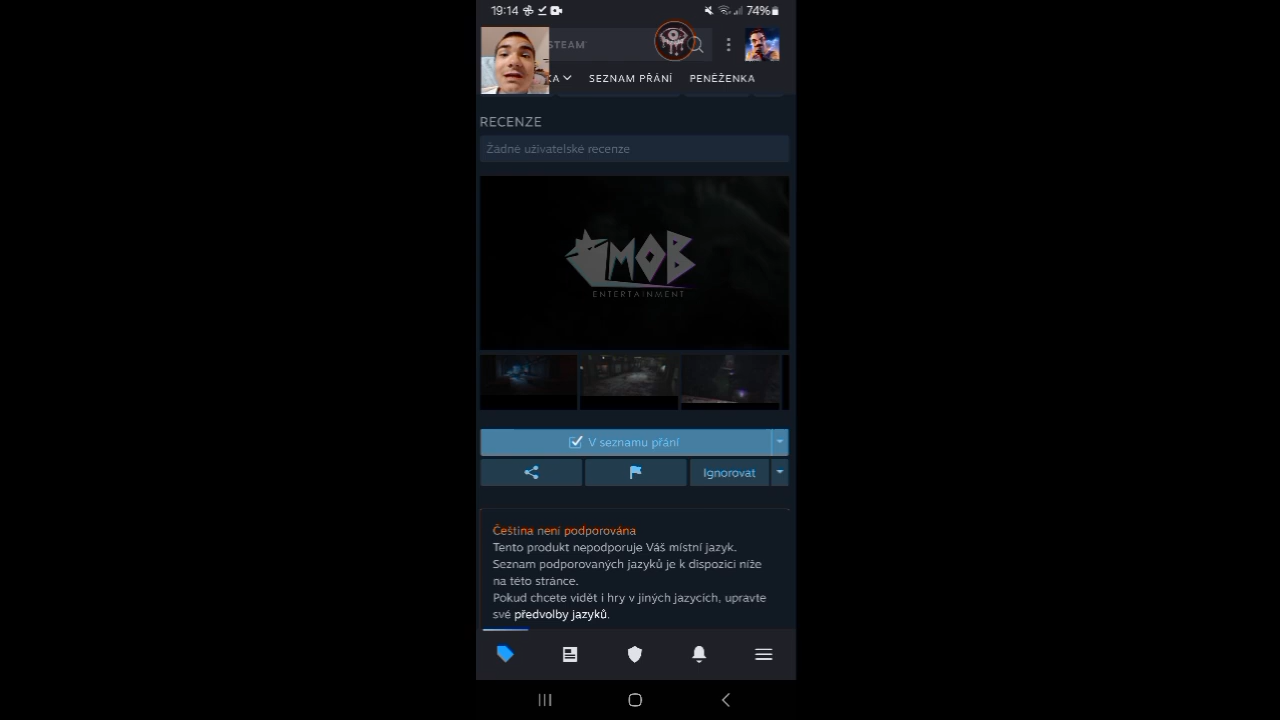 19:14
74%
STEAM
KA
SEZNAM PŘÁNÍ
PENĚŽENKA
RECENZE
Žádné uživatelské recenze
MOB
ENTERTAINMENT
V seznamu přání
Ignorovat
Čeština není podporována
Tento produkt nepodporuje Váš místní jazyk.
Seznam podporovaných jazyků je k dispozici níže
na této stránce.
Pokud chcete vidět i hry v jiných jazycích, upravte
své předvolby jazyků.